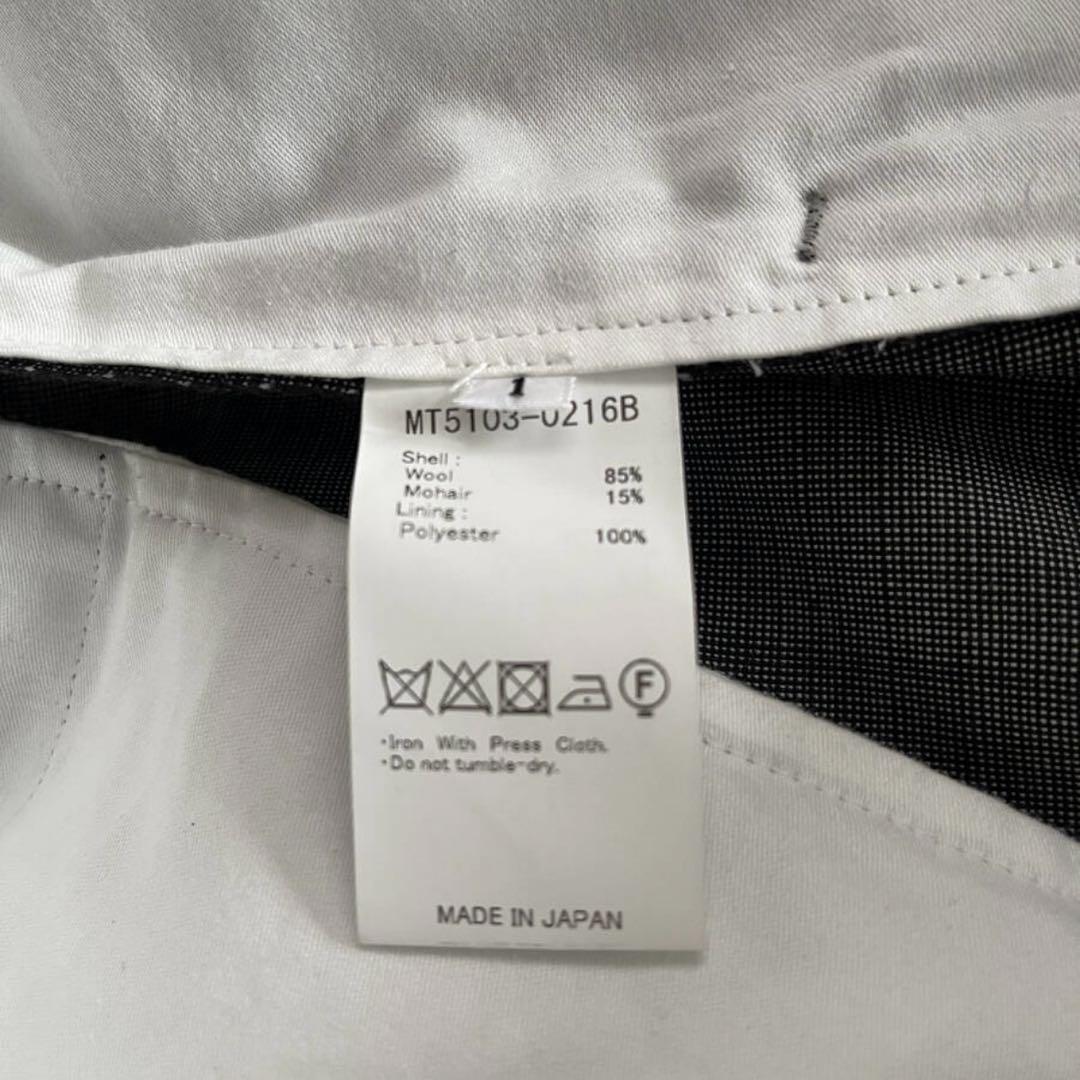 1
MT5103-0216B
Shell :
Wool 85%
Mohair 15%
Lining :
Polyester 100%
F
•Iron With Press Cloth.
•Do not tumble-dry.
MADE IN JAPAN